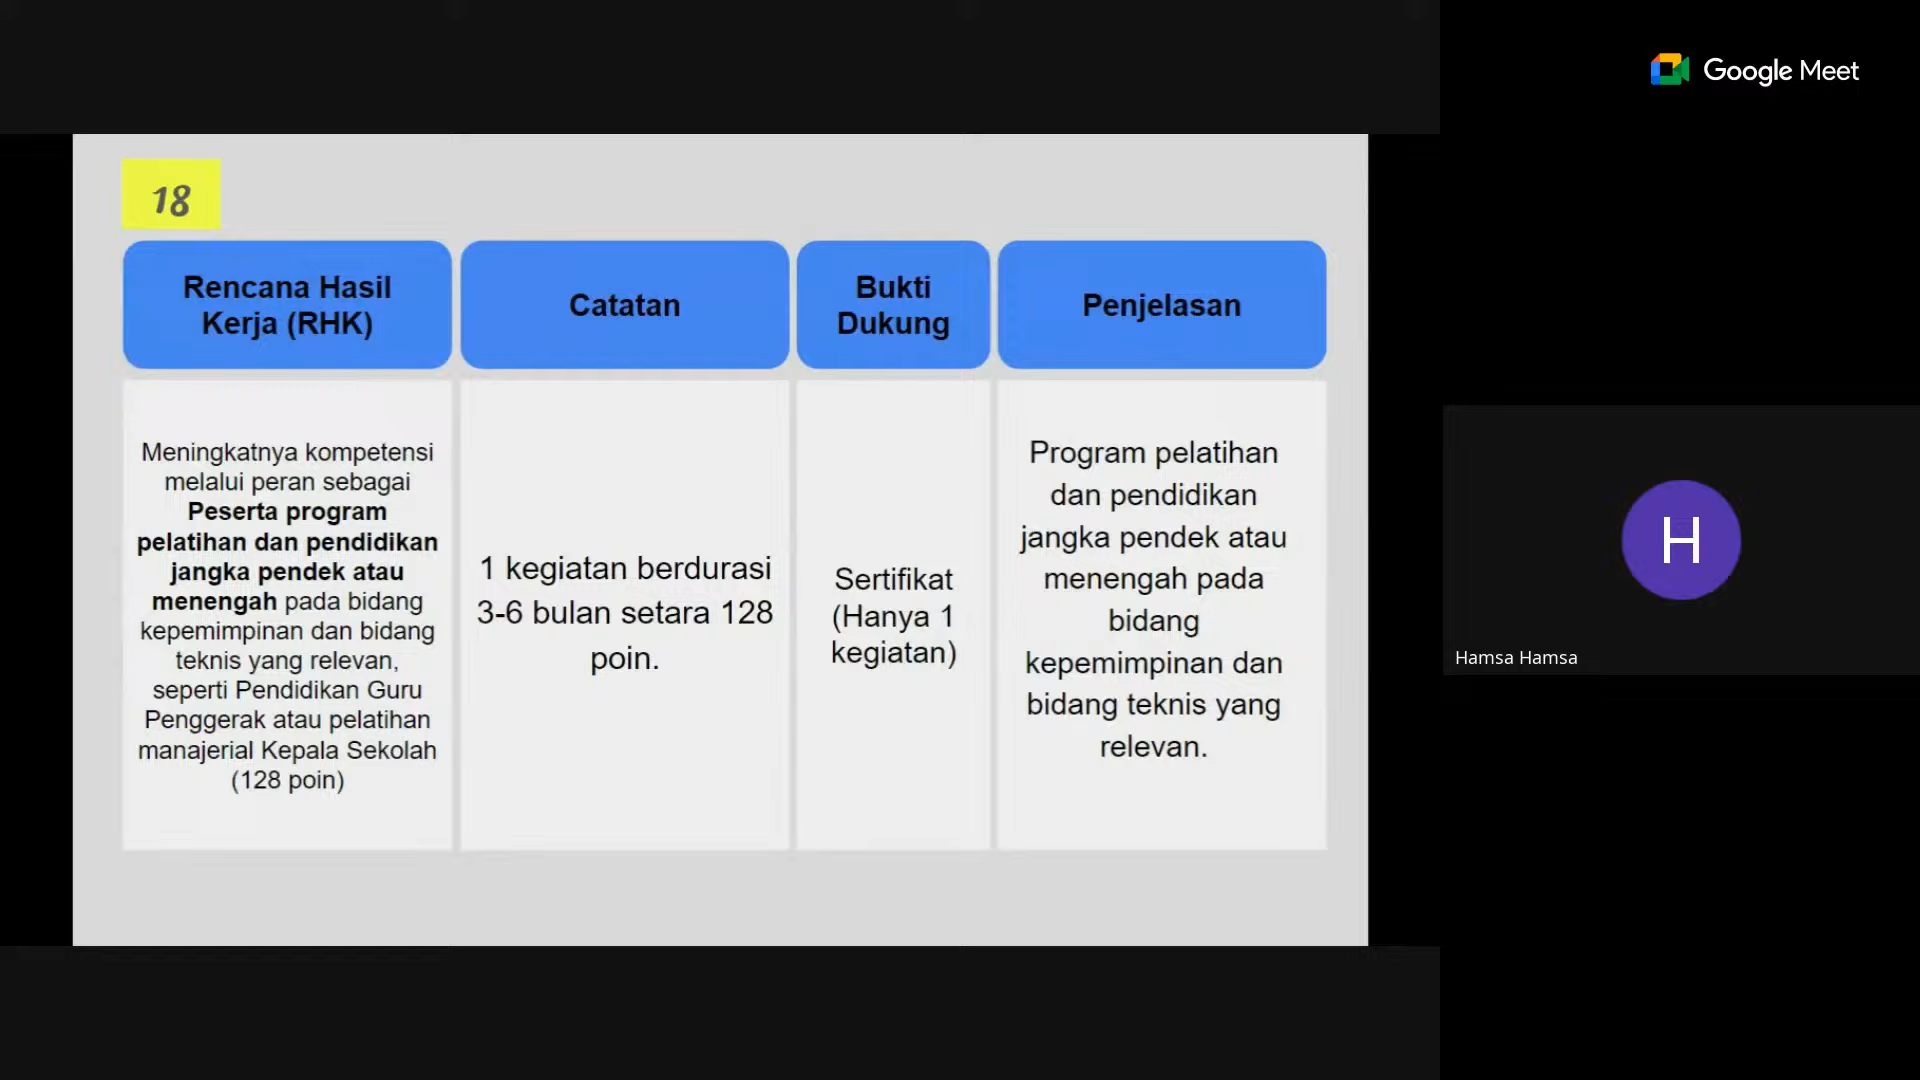 Google Meet
18
Rencana Hasil
Kerja (RHK)
Catatan
Bukti
Dukung
Penjelasan
Meningkatnya kompetensi
melalui peran sebagai
Peserta program
pelatihan dan pendidikan
jangka pendek atau
menengah pada bidang
kepemimpinan dan bidang
teknis yang relevan,
seperti Pendidikan Guru
Penggerak atau pelatihan
manajerial Kepala Sekolah
(128 poin)
1 kegiatan berdurasi
3-6 bulan setara 128
poin.
Sertifikat
(Hanya 1
kegiatan)
Program pelatihan
dan pendidikan
jangka pendek atau
menengah pada
bidang
kepemimpinan dan
bidang teknis yang
relevan.
H
Hamsa Hamsa